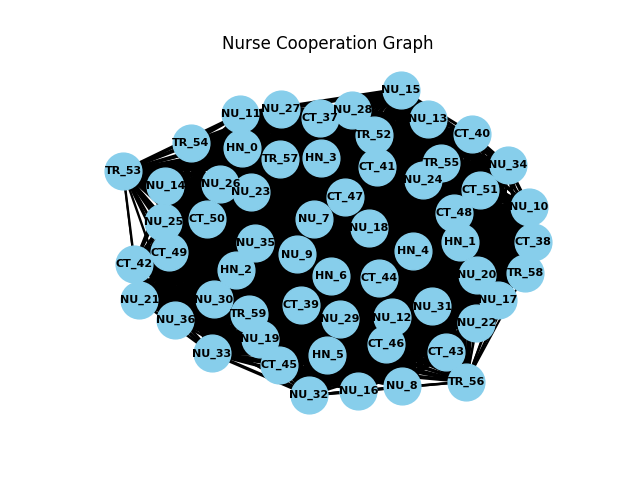 Nurse Cooperation Graph
NU_15
NU_27
NU_28
NU_11
CT_37
NU_13
TR_52
CT_40
TR_54
HN_0
TR_57
HN_3
TR_55
NU_34
CT_41
TR_53
NU_24
NU_14
NU_26
NU_23
CT_51
CT_47
NU_10
CT_48
NU_25
CT_50
NU_7
NU_18
HN_1
CT_38
NU_35
CT_49
NU_9
HN_4
CT_42
HN_2
HN_6
CT_44
NU_20
TR_58
NU_21
NU_30
NU_17
CT_39
NU_31
TR_59
NU_36
NU_29
NU_12
NU_22
NU_19
CT_46
NU_33
HN_5
CT_43
CT_45
TR_56
NU_8
NU_16
NU_32